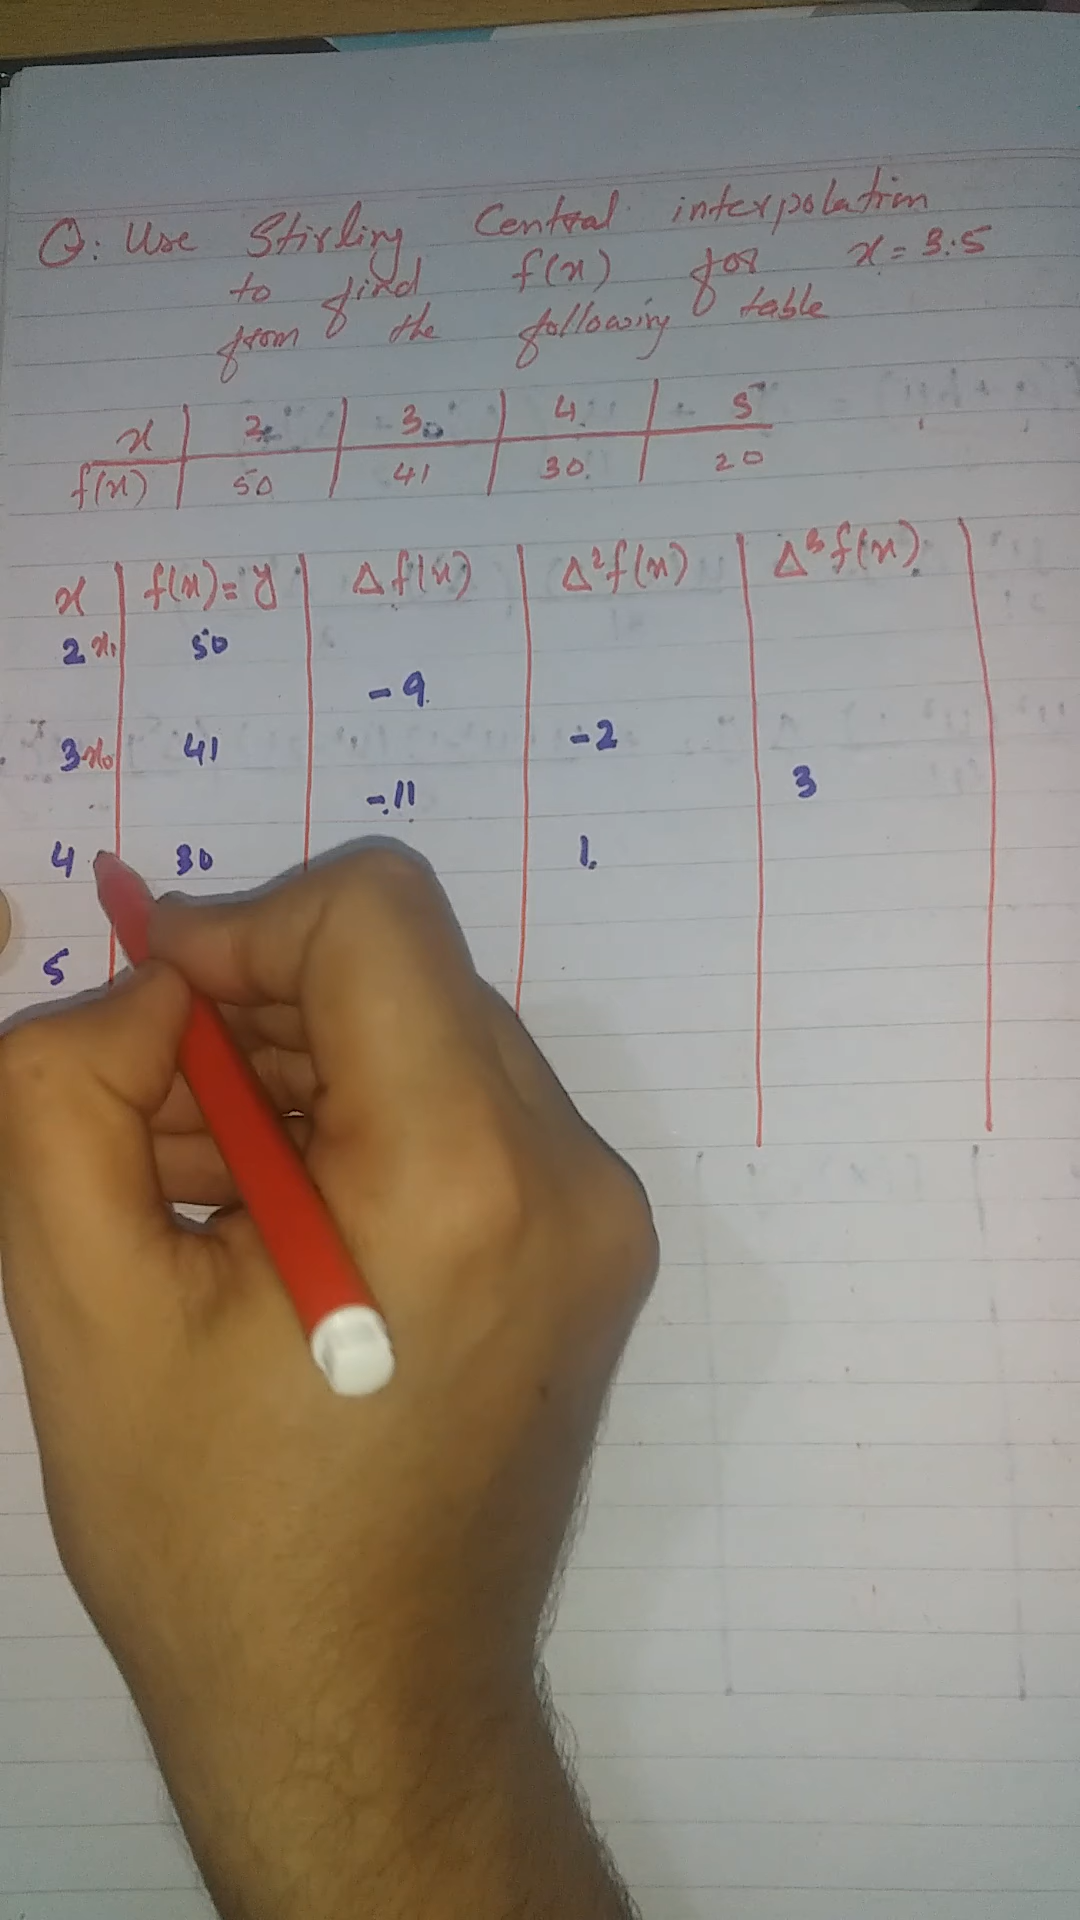 Q: Use Stirling Central interpolation
to find f(x) for x = 3.5
from the following table
x | 2 | 3 | 4 | 5
f(x) | 50 | 41 | 30 | 20
x | f(x)=y | Δf(x) | Δ²f(x) | Δ³f(x)
2 x₁ 50
-9
3 x₀ 41 -2
-11 3
4 30 1
5